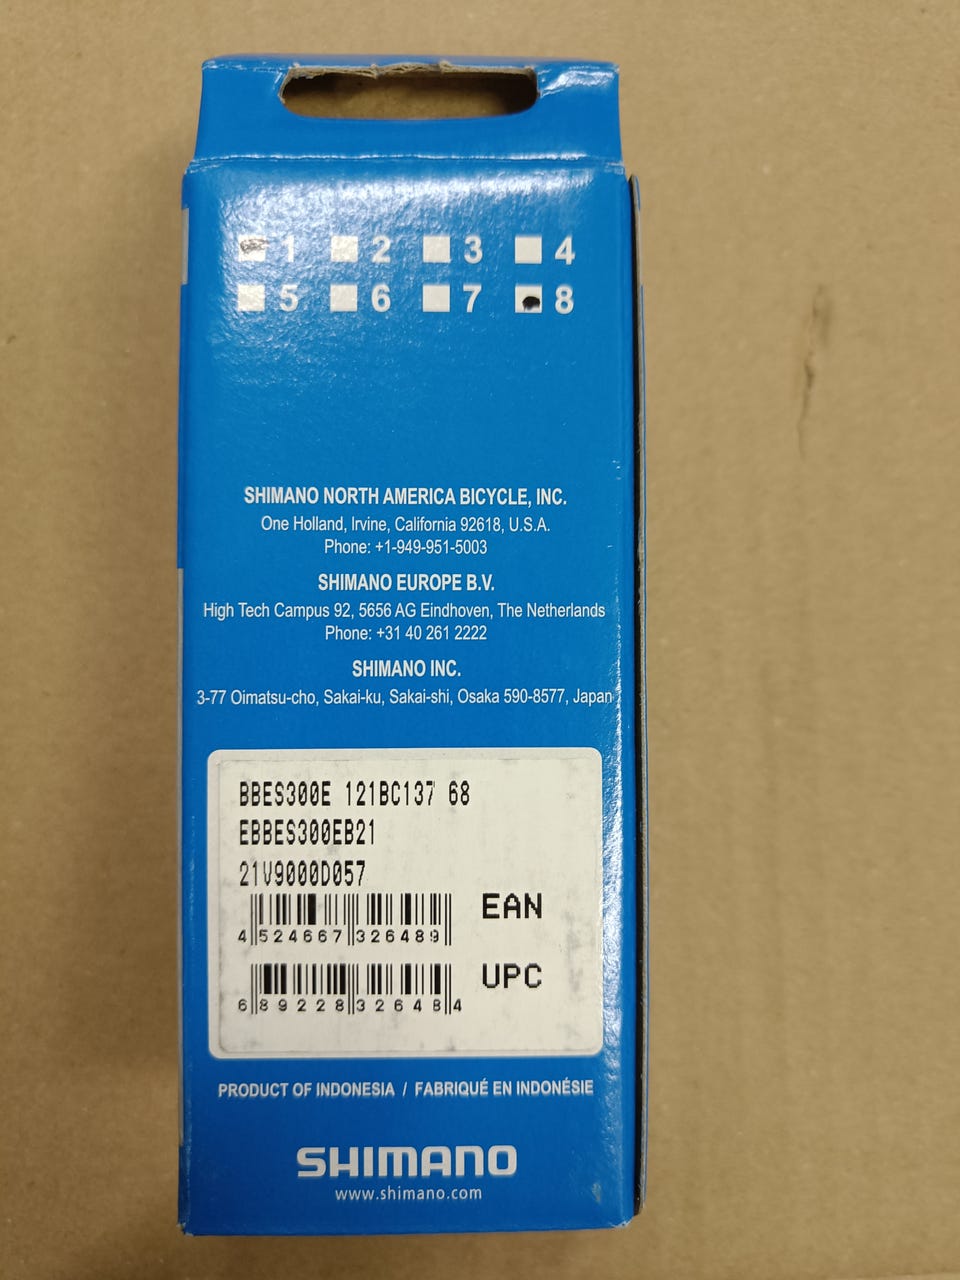 1 2 3 4
5 6 7 8
SHIMANO NORTH AMERICA BICYCLE, INC.
One Holland, Irvine, California 92618, U.S.A.
Phone: +1-949-951-5003
SHIMANO EUROPE B.V.
High Tech Campus 92, 5656 AG Eindhoven, The Netherlands
Phone: +31 40 261 2222
SHIMANO INC.
3-77 Oimatsu-cho, Sakai-ku, Sakai-shi, Osaka 590-8577, Japan
BBES300E 121BC137 68
EBBES300EB21
21V9000D057
EAN
4 524667 326489
UPC
6 89228 32648 4
PRODUCT OF INDONESIA / FABRIQUÉ EN INDONÉSIE
SHIMANO
www.shimano.com